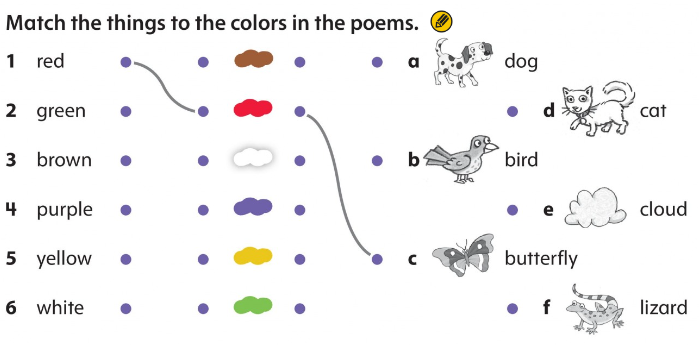 Match the things to the colors in the poems.
1 red a dog
2 green d cat
3 brown b bird
4 purple e cloud
5 yellow c butterfly
6 white f lizard